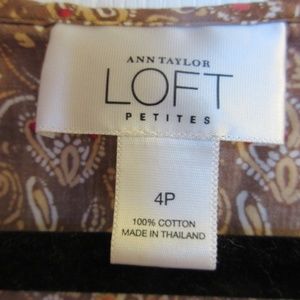 ANN TAYLOR
LOFT
PETITES
4P
100% COTTON
MADE IN THAILAND